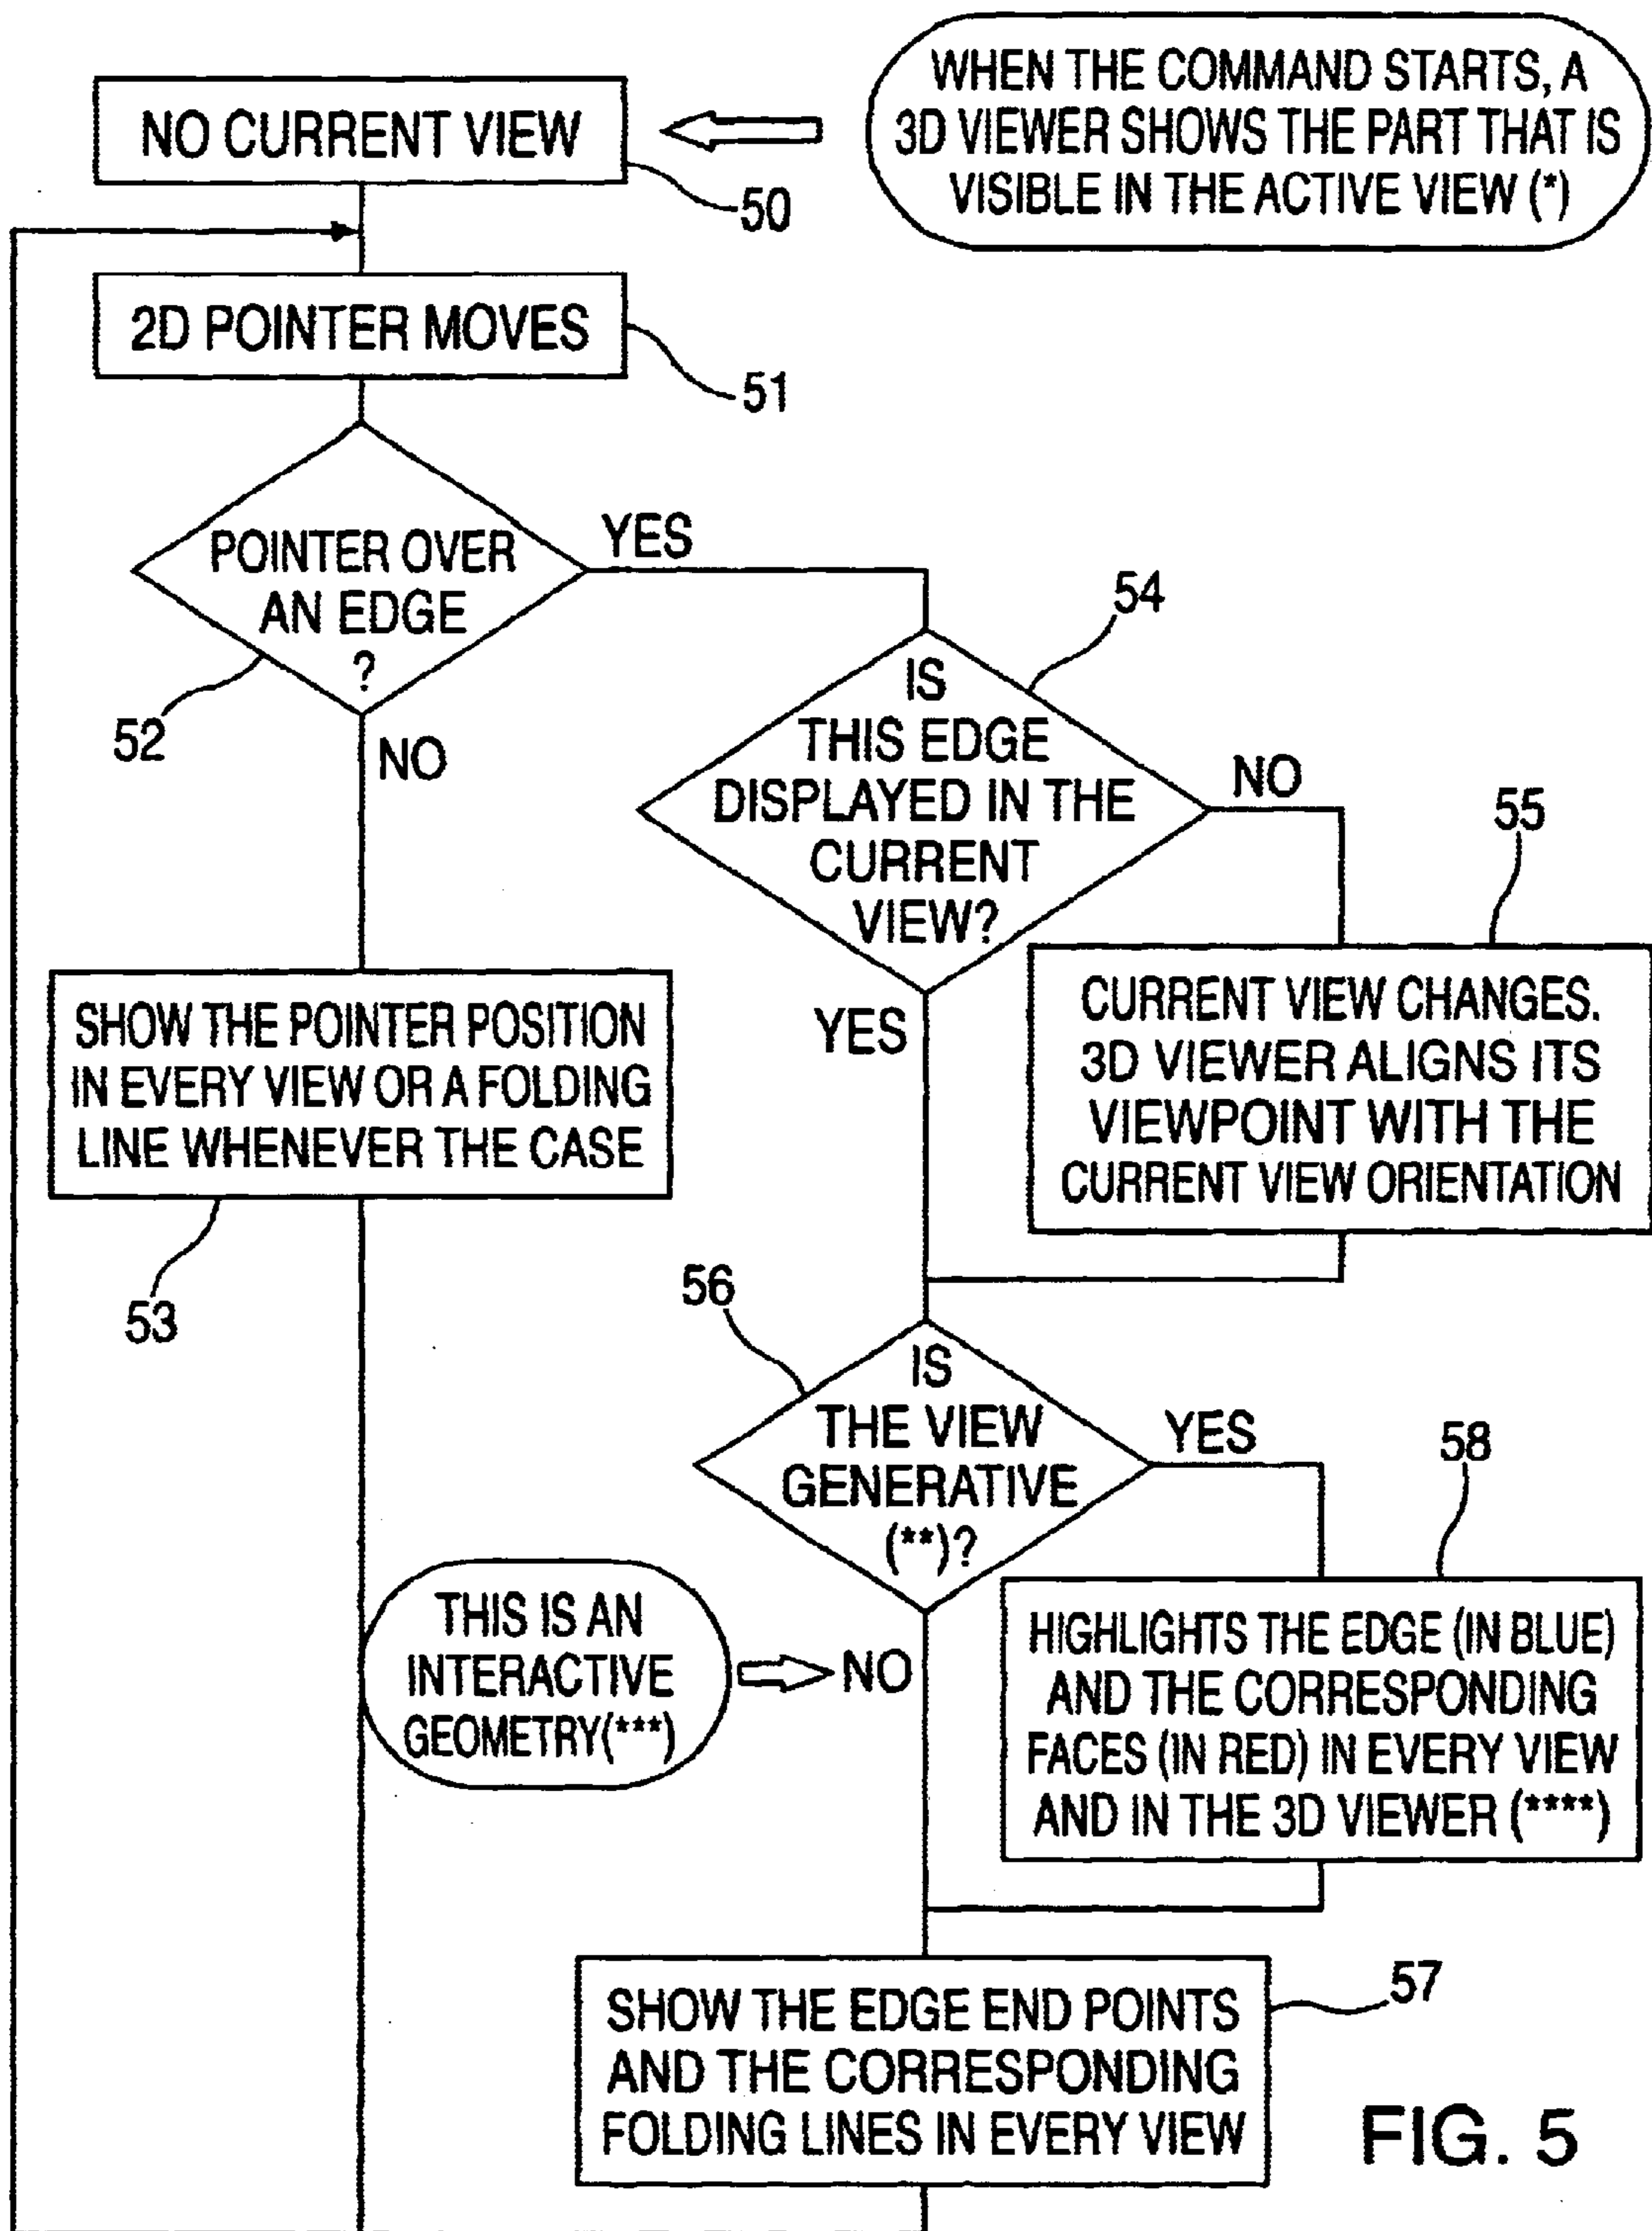 WHEN THE COMMAND STARTS, A
3D VIEWER SHOWS THE PART THAT IS
VISIBLE IN THE ACTIVE VIEW (*)
NO CURRENT VIEW
50
2D POINTER MOVES
51
POINTER OVER
AN EDGE
?
YES
52
NO
54
IS
THIS EDGE
DISPLAYED IN THE
CURRENT
VIEW?
NO
55
YES
SHOW THE POINTER POSITION
IN EVERY VIEW OR A FOLDING
LINE WHENEVER THE CASE
53
CURRENT VIEW CHANGES.
3D VIEWER ALIGNS ITS
VIEWPOINT WITH THE
CURRENT VIEW ORIENTATION
56
IS
THE VIEW
GENERATIVE
(**)?
YES
58
THIS IS AN
INTERACTIVE
GEOMETRY(***)
NO
HIGHLIGHTS THE EDGE (IN BLUE)
AND THE CORRESPONDING
FACES (IN RED) IN EVERY VIEW
AND IN THE 3D VIEWER (****)
57
SHOW THE EDGE END POINTS
AND THE CORRESPONDING
FOLDING LINES IN EVERY VIEW
FIG. 5